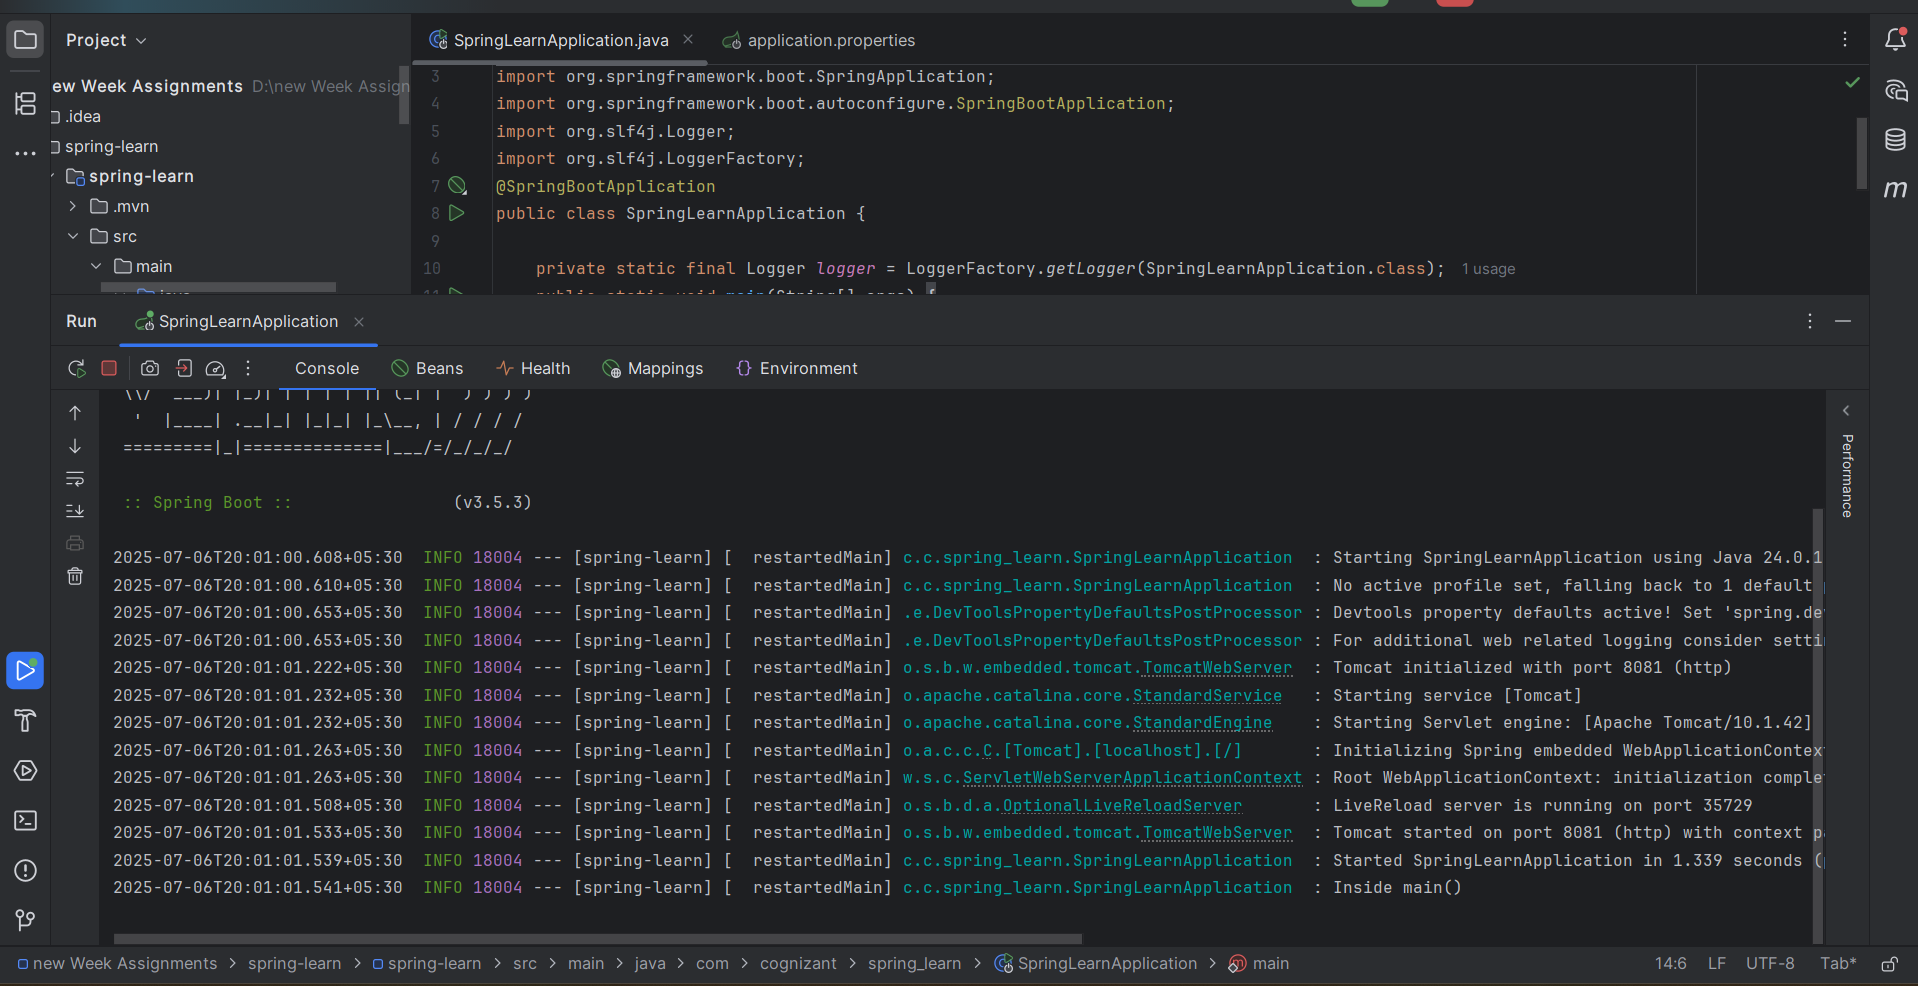 Project
new Week Assignments D:\new Week Assign
.idea
spring-learn
spring-learn
.mvn
src
main
java
SpringLearnApplication.java
application.properties
3 import org.springframework.boot.SpringApplication;
4 import org.springframework.boot.autoconfigure.SpringBootApplication;
5 import org.slf4j.Logger;
6 import org.slf4j.LoggerFactory;
7 @SpringBootApplication
8 public class SpringLearnApplication {
9
10 private static final Logger logger = LoggerFactory.getLogger(SpringLearnApplication.class); 1 usage
11 public static void main(String[] args) {
Run SpringLearnApplication
Console Beans Health Mappings Environment
 \\/  ___)| |_)| | | | | || (_| |  ) ) ) )
  '  |____| .__|_| |_|_| |_\__, | / / / /
 =========|_|==============|___/=/_/_/_/
:: Spring Boot :: (v3.5.3)
2025-07-06T20:01:00.608+05:30 INFO 18004 --- [spring-learn] [ restartedMain] c.c.spring_learn.SpringLearnApplication : Starting SpringLearnApplication using Java 24.0.1
2025-07-06T20:01:00.610+05:30 INFO 18004 --- [spring-learn] [ restartedMain] c.c.spring_learn.SpringLearnApplication : No active profile set, falling back to 1 default
2025-07-06T20:01:00.653+05:30 INFO 18004 --- [spring-learn] [ restartedMain] .e.DevToolsPropertyDefaultsPostProcessor : Devtools property defaults active! Set 'spring.de
2025-07-06T20:01:00.653+05:30 INFO 18004 --- [spring-learn] [ restartedMain] .e.DevToolsPropertyDefaultsPostProcessor : For additional web related logging consider setti
2025-07-06T20:01:01.222+05:30 INFO 18004 --- [spring-learn] [ restartedMain] o.s.b.w.embedded.tomcat.TomcatWebServer : Tomcat initialized with port 8081 (http)
2025-07-06T20:01:01.232+05:30 INFO 18004 --- [spring-learn] [ restartedMain] o.apache.catalina.core.StandardService : Starting service [Tomcat]
2025-07-06T20:01:01.232+05:30 INFO 18004 --- [spring-learn] [ restartedMain] o.apache.catalina.core.StandardEngine : Starting Servlet engine: [Apache Tomcat/10.1.42]
2025-07-06T20:01:01.263+05:30 INFO 18004 --- [spring-learn] [ restartedMain] o.a.c.c.C.[Tomcat].[localhost].[/] : Initializing Spring embedded WebApplicationContex
2025-07-06T20:01:01.263+05:30 INFO 18004 --- [spring-learn] [ restartedMain] w.s.c.ServletWebServerApplicationContext : Root WebApplicationContext: initialization comple
2025-07-06T20:01:01.508+05:30 INFO 18004 --- [spring-learn] [ restartedMain] o.s.b.d.a.OptionalLiveReloadServer : LiveReload server is running on port 35729
2025-07-06T20:01:01.533+05:30 INFO 18004 --- [spring-learn] [ restartedMain] o.s.b.w.embedded.tomcat.TomcatWebServer : Tomcat started on port 8081 (http) with context p
2025-07-06T20:01:01.539+05:30 INFO 18004 --- [spring-learn] [ restartedMain] c.c.spring_learn.SpringLearnApplication : Started SpringLearnApplication in 1.339 seconds (
2025-07-06T20:01:01.541+05:30 INFO 18004 --- [spring-learn] [ restartedMain] c.c.spring_learn.SpringLearnApplication : Inside main()
Performance
new Week Assignments > spring-learn > spring-learn > src > main > java > com > cognizant > spring_learn > SpringLearnApplication > main 14:6 LF UTF-8 Tab*